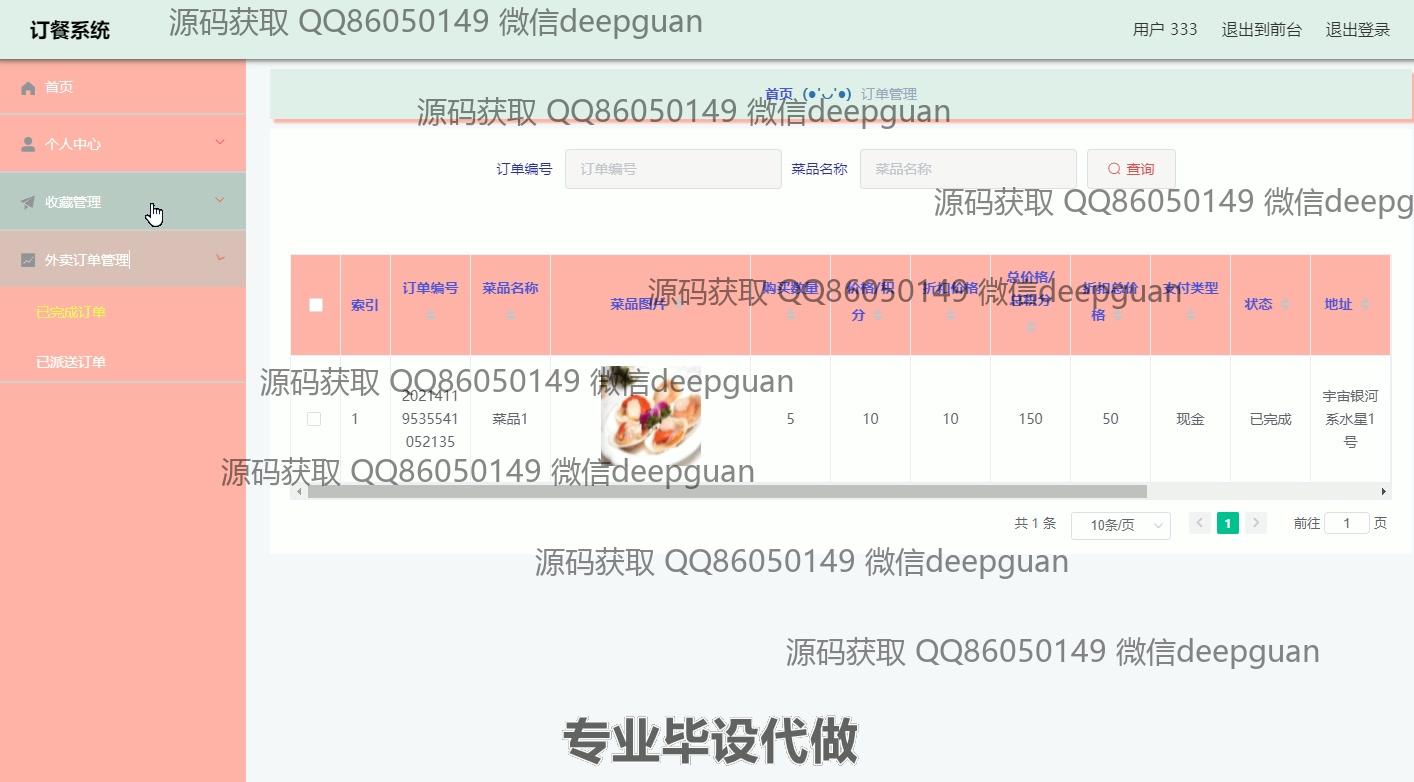 订餐系统
源码获取 QQ86050149 微信deepguan
用户 333 退出到前台 退出登录
首页
个人中心
收藏管理
外卖订单管理
已完成订单
已派送订单
首页 (●'◡'●) 订单管理
源码获取 QQ86050149 微信deepguan
订单编号 订单编号 菜品名称 菜品名称 查询
源码获取 QQ86050149 微信deepg
索引 订单编号 菜品名称 菜品图片 购买数量 价格/积分 折扣价格 总价格/总积分 折扣总价格 支付类型 状态 地址
源码获取 QQ86050149 微信deepguan
源码获取 QQ86050149 微信deepguan
1 20214119535541052135 菜品1 5 10 10 150 50 现金 已完成 宇宙银河系水星1号
源码获取 QQ86050149 微信deepguan
共 1 条 10条/页 1 前往 1 页
源码获取 QQ86050149 微信deepguan
源码获取 QQ86050149 微信deepguan
专业毕设代做